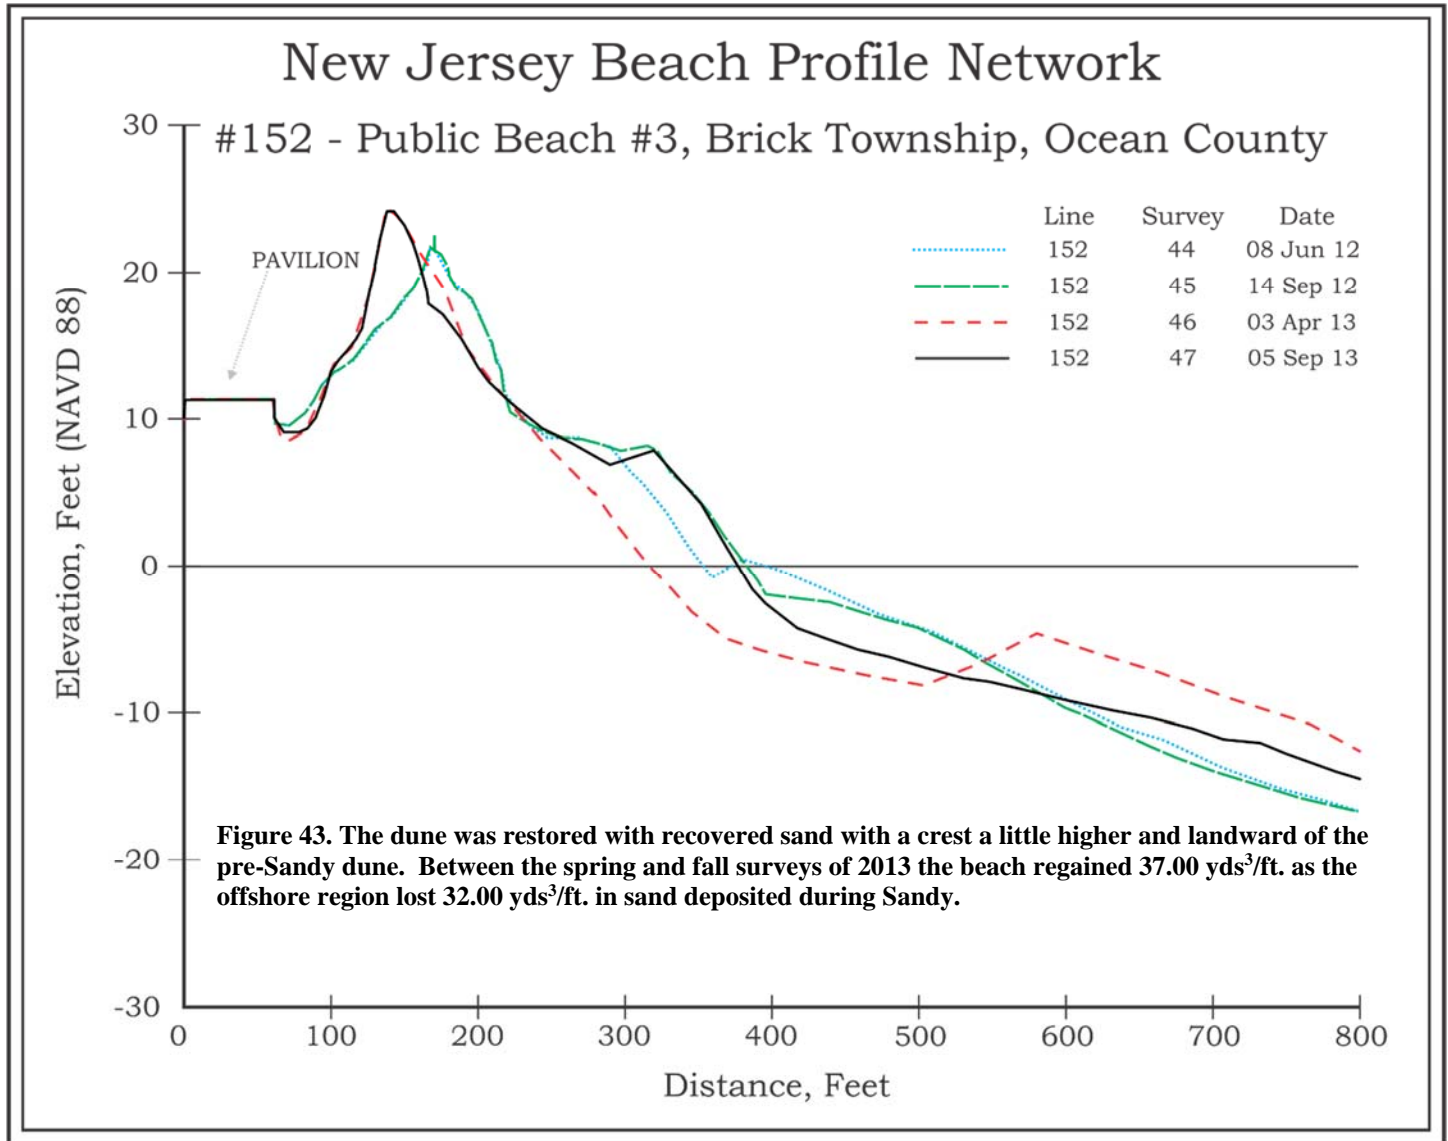 New Jersey Beach Profile Network
#152 - Public Beach #3, Brick Township, Ocean County
Line Survey Date
152 44 08 Jun 12
152 45 14 Sep 12
152 46 03 Apr 13
152 47 05 Sep 13
PAVILION
Elevation, Feet (NAVD 88)
30
20
10
0
-10
-20
-30
Figure 43. The dune was restored with recovered sand with a crest a little higher and landward of the
pre-Sandy dune. Between the spring and fall surveys of 2013 the beach regained 37.00 yds³/ft. as the
offshore region lost 32.00 yds³/ft. in sand deposited during Sandy.
0 100 200 300 400 500 600 700 800
Distance, Feet